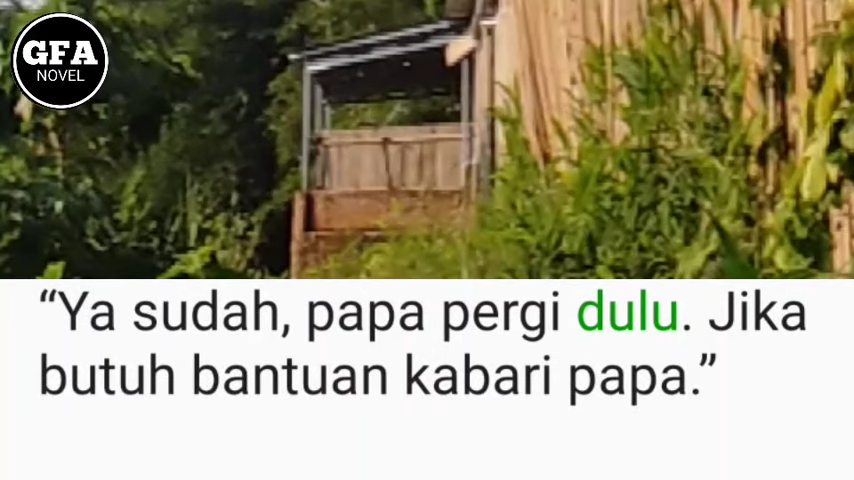 GFA
NOVEL
“Ya sudah, papa pergi dulu. Jika
butuh bantuan kabari papa.”